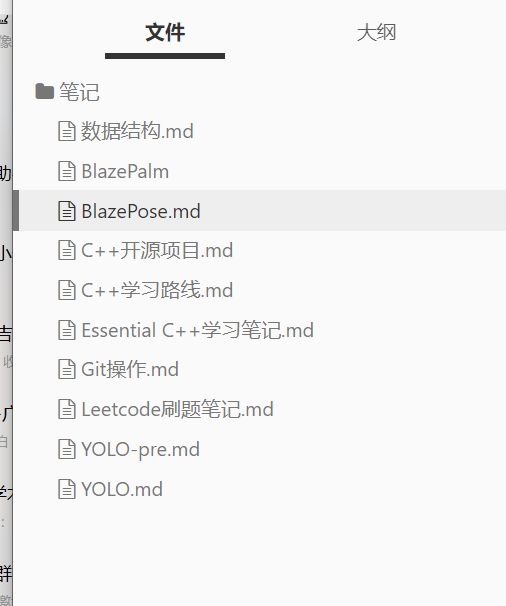 文件 大纲
笔记
数据结构.md
BlazePalm
BlazePose.md
C++开源项目.md
C++学习路线.md
Essential C++学习笔记.md
Git操作.md
Leetcode刷题笔记.md
YOLO-pre.md
YOLO.md